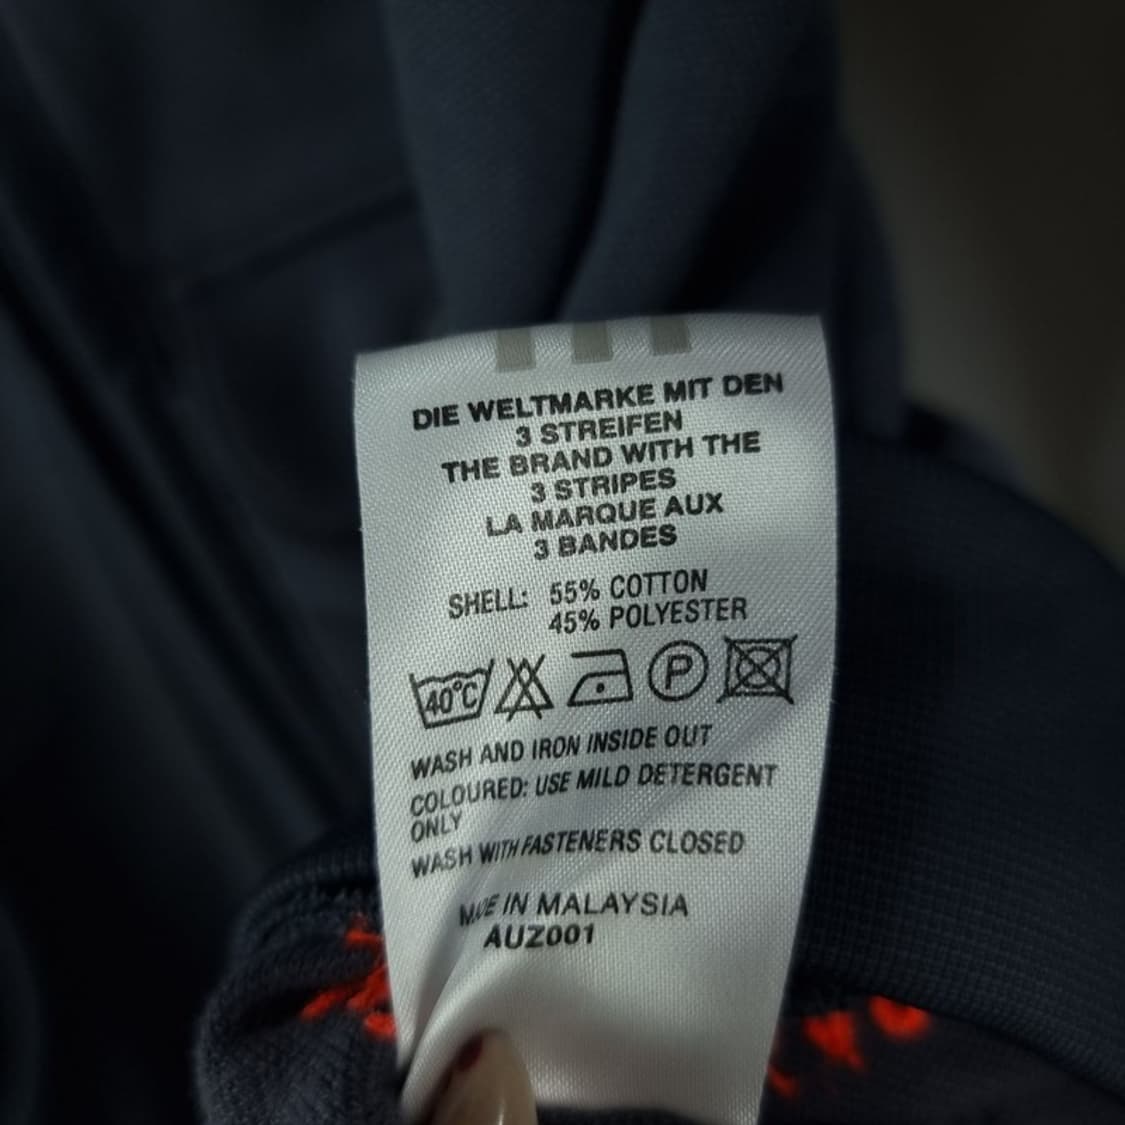 DIE WELTMARKE MIT DEN
3 STREIFEN
THE BRAND WITH THE
3 STRIPES
LA MARQUE AUX
3 BANDES
SHELL: 55% COTTON
45% POLYESTER
40°C P
WASH AND IRON INSIDE OUT
COLOURED: USE MILD DETERGENT
ONLY
WASH WITH FASTENERS CLOSED
MADE IN MALAYSIA
AUZ001